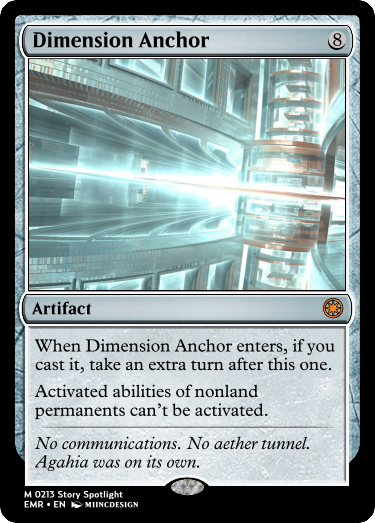 Dimension Anchor
8
Artifact
When Dimension Anchor enters, if you
cast it, take an extra turn after this one.
Activated abilities of nonland
permanents can't be activated.
No communications. No aether tunnel.
Agahia was on its own.
M 0213 Story Spotlight
EMR • EN MIINCDESIGN